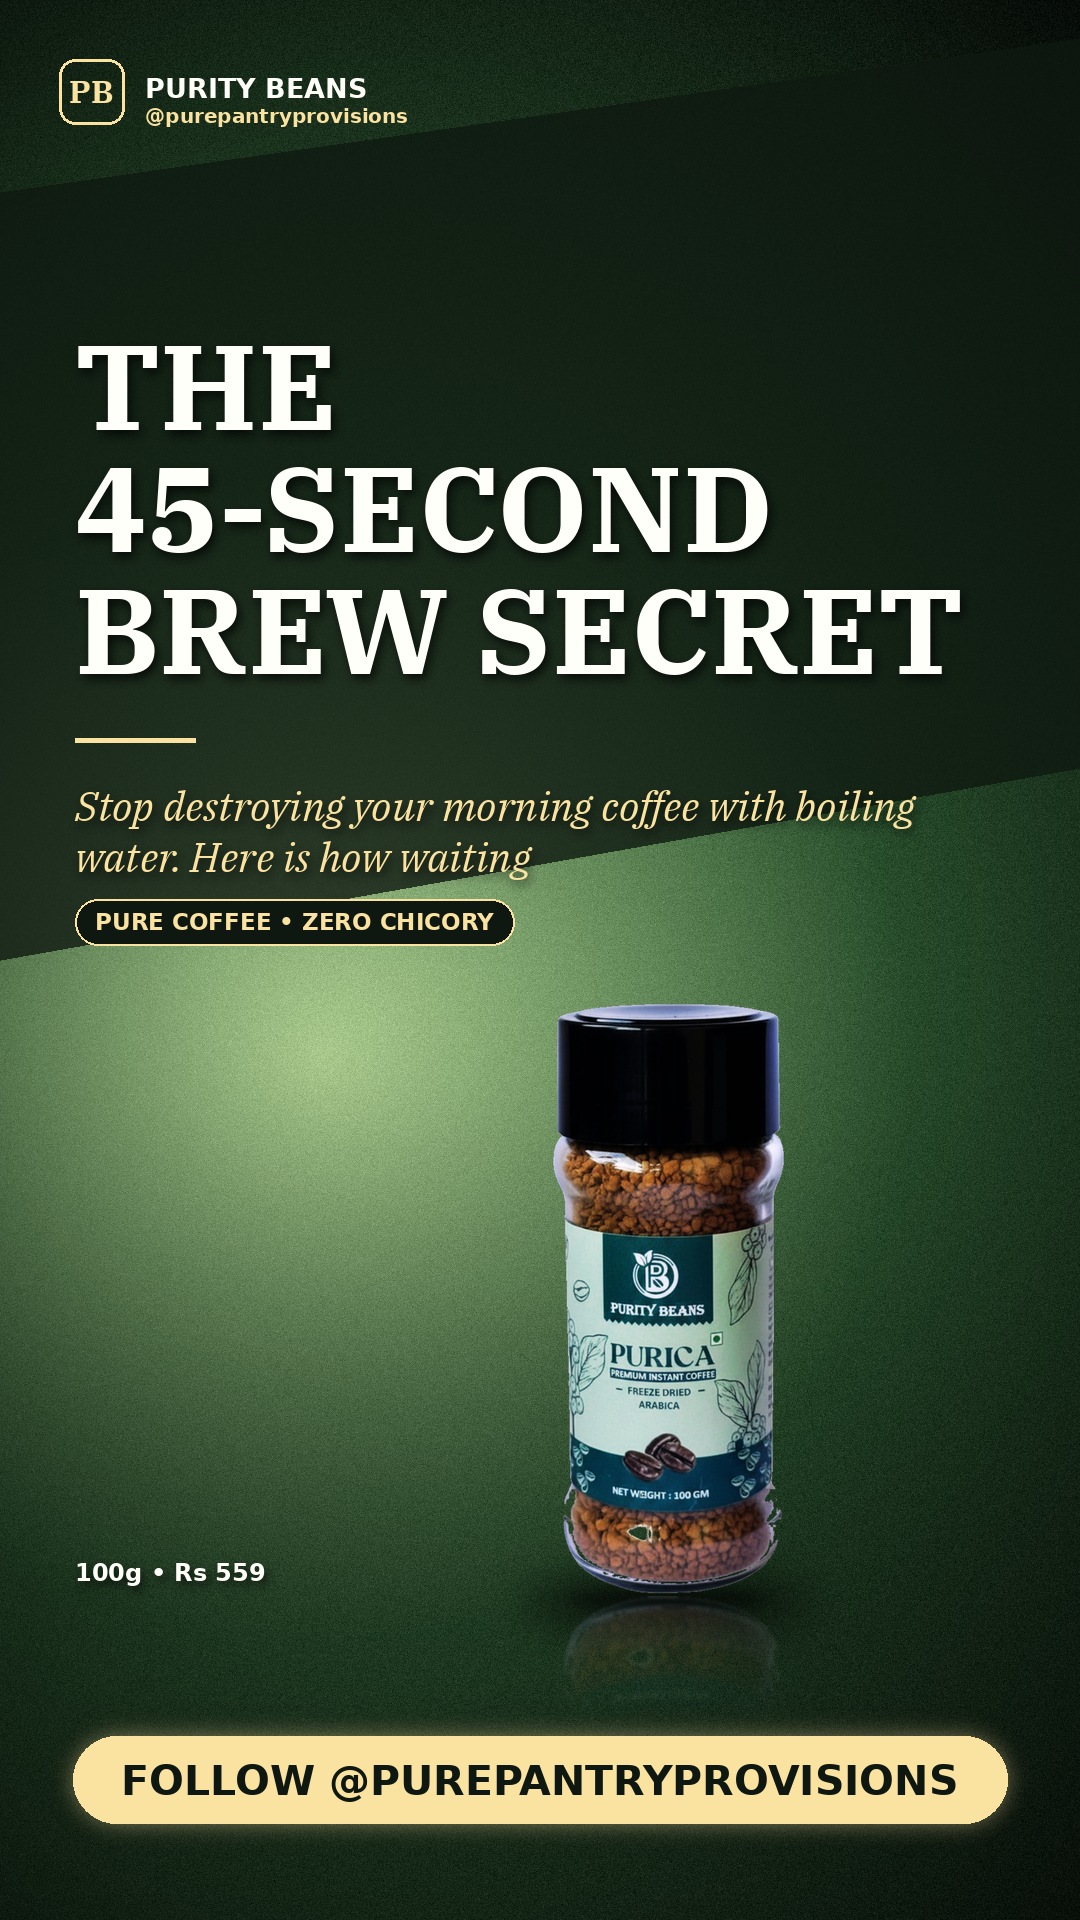 PB
PURITY BEANS
@purepantryprovisions
THE
45-SECOND
BREW SECRET
Stop destroying your morning coffee with boiling
water. Here is how waiting
PURE COFFEE • ZERO CHICORY
PURITY BEANS
PURICA
PREMIUM INSTANT COFFEE
– FREEZE DRIED –
ARABICA
NET WEIGHT : 100 GM
100g • Rs 559
FOLLOW @PUREPANTRYPROVISIONS